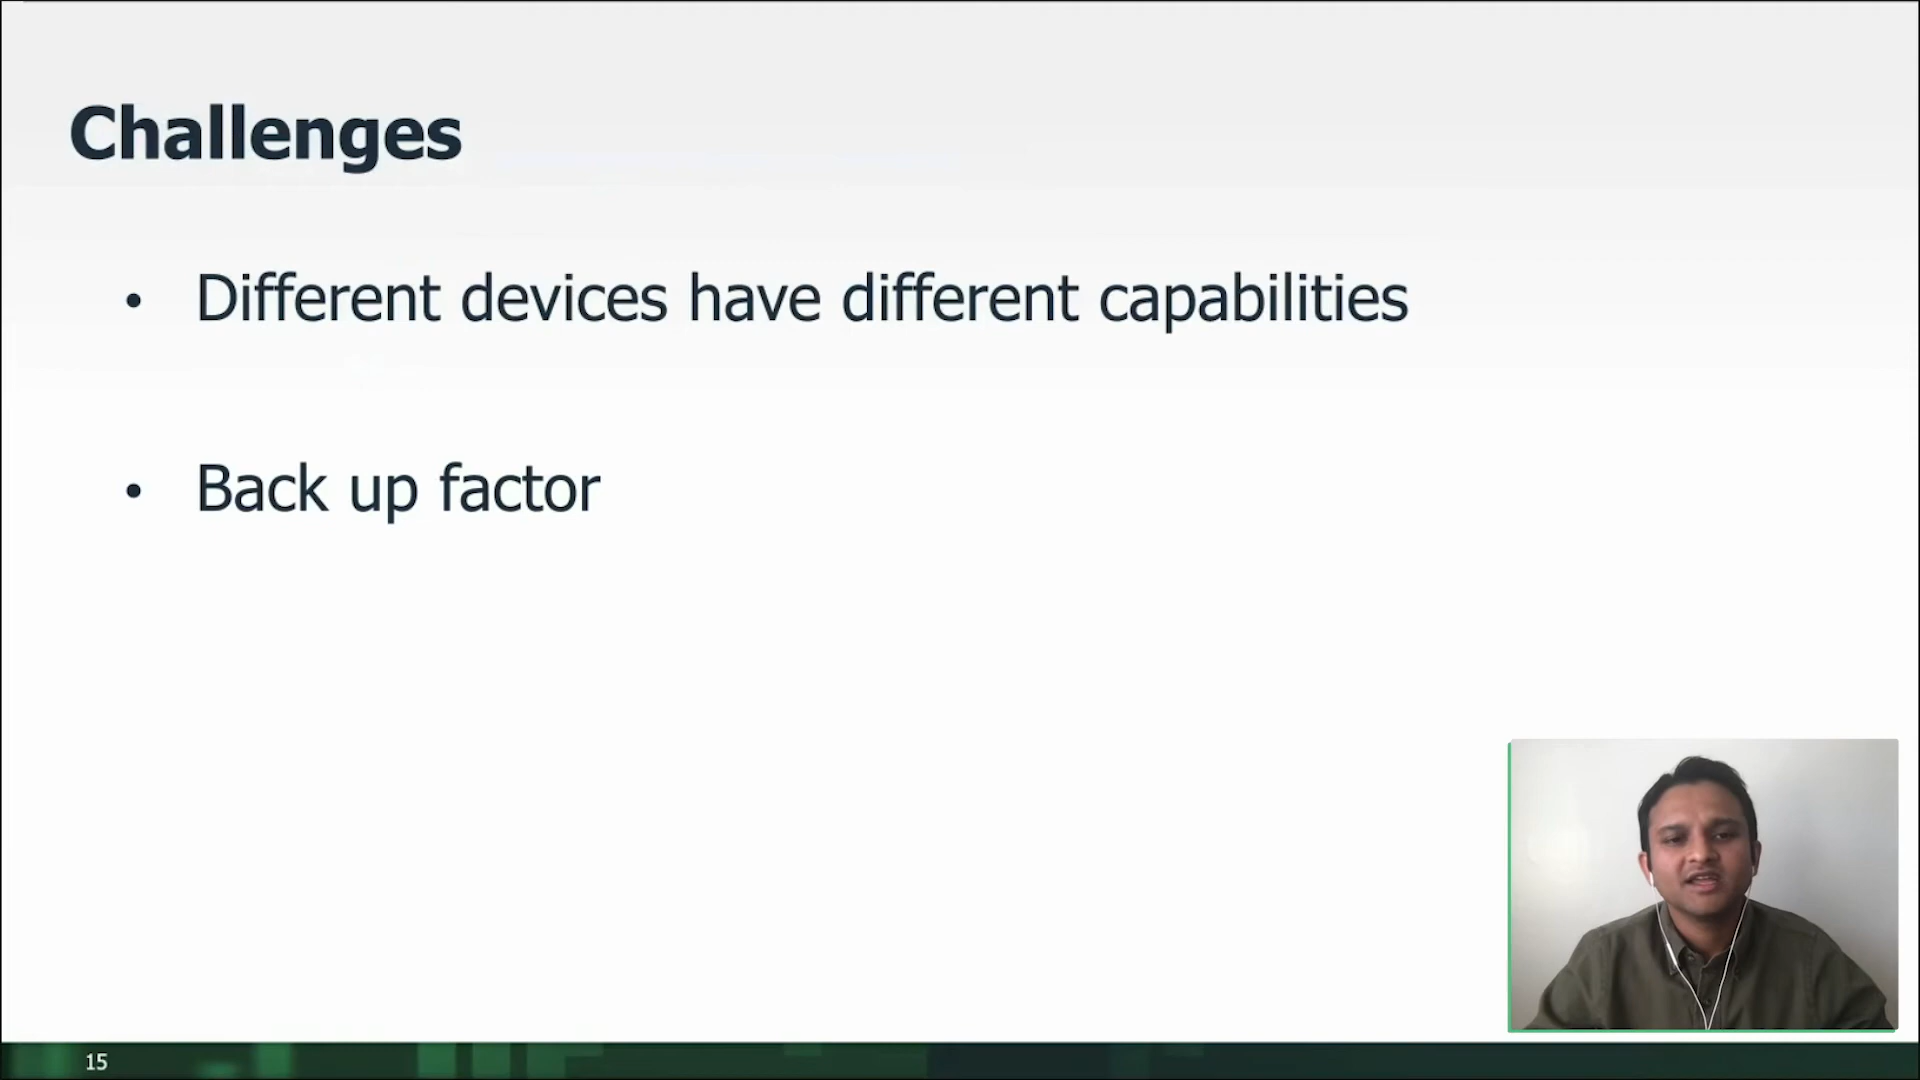 Challenges
• Different devices have different capabilities
• Back up factor
15